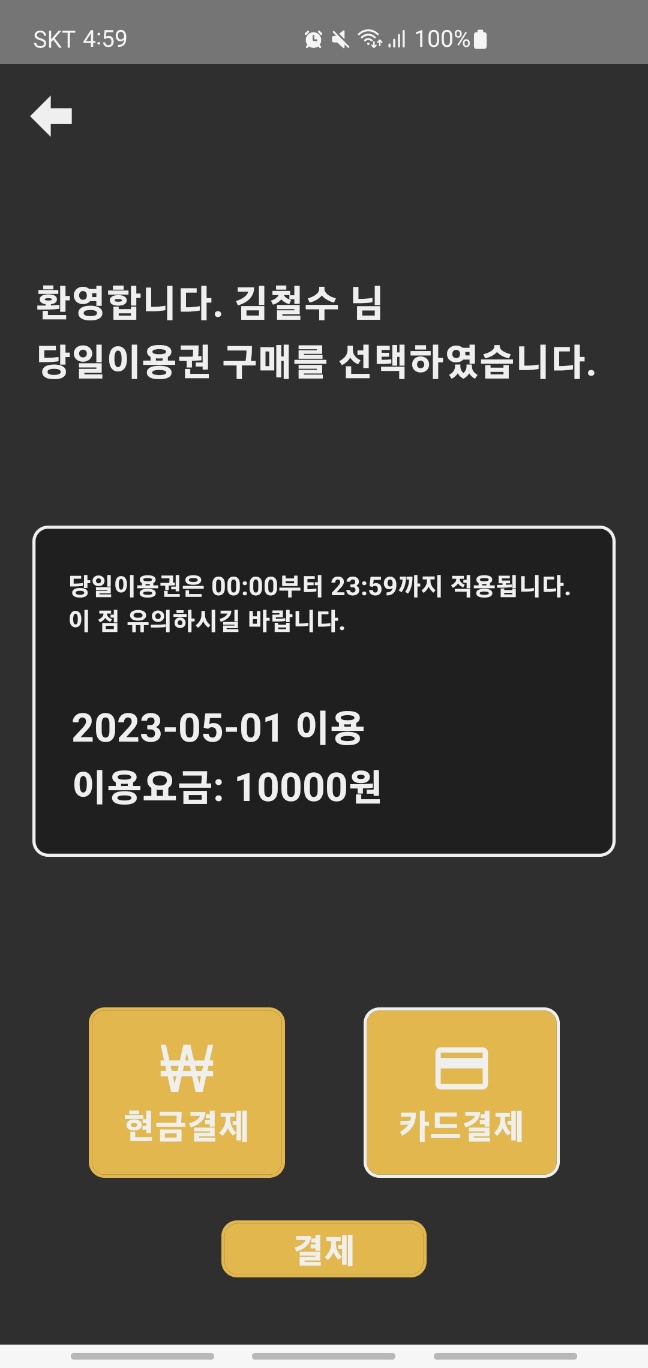 SKT 4:59 100%
환영합니다. 김철수 님
당일이용권 구매를 선택하였습니다.
당일이용권은 00:00부터 23:59까지 적용됩니다.
이 점 유의하시길 바랍니다.
2023-05-01 이용
이용요금: 10000원
₩
현금결제
카드결제
결제